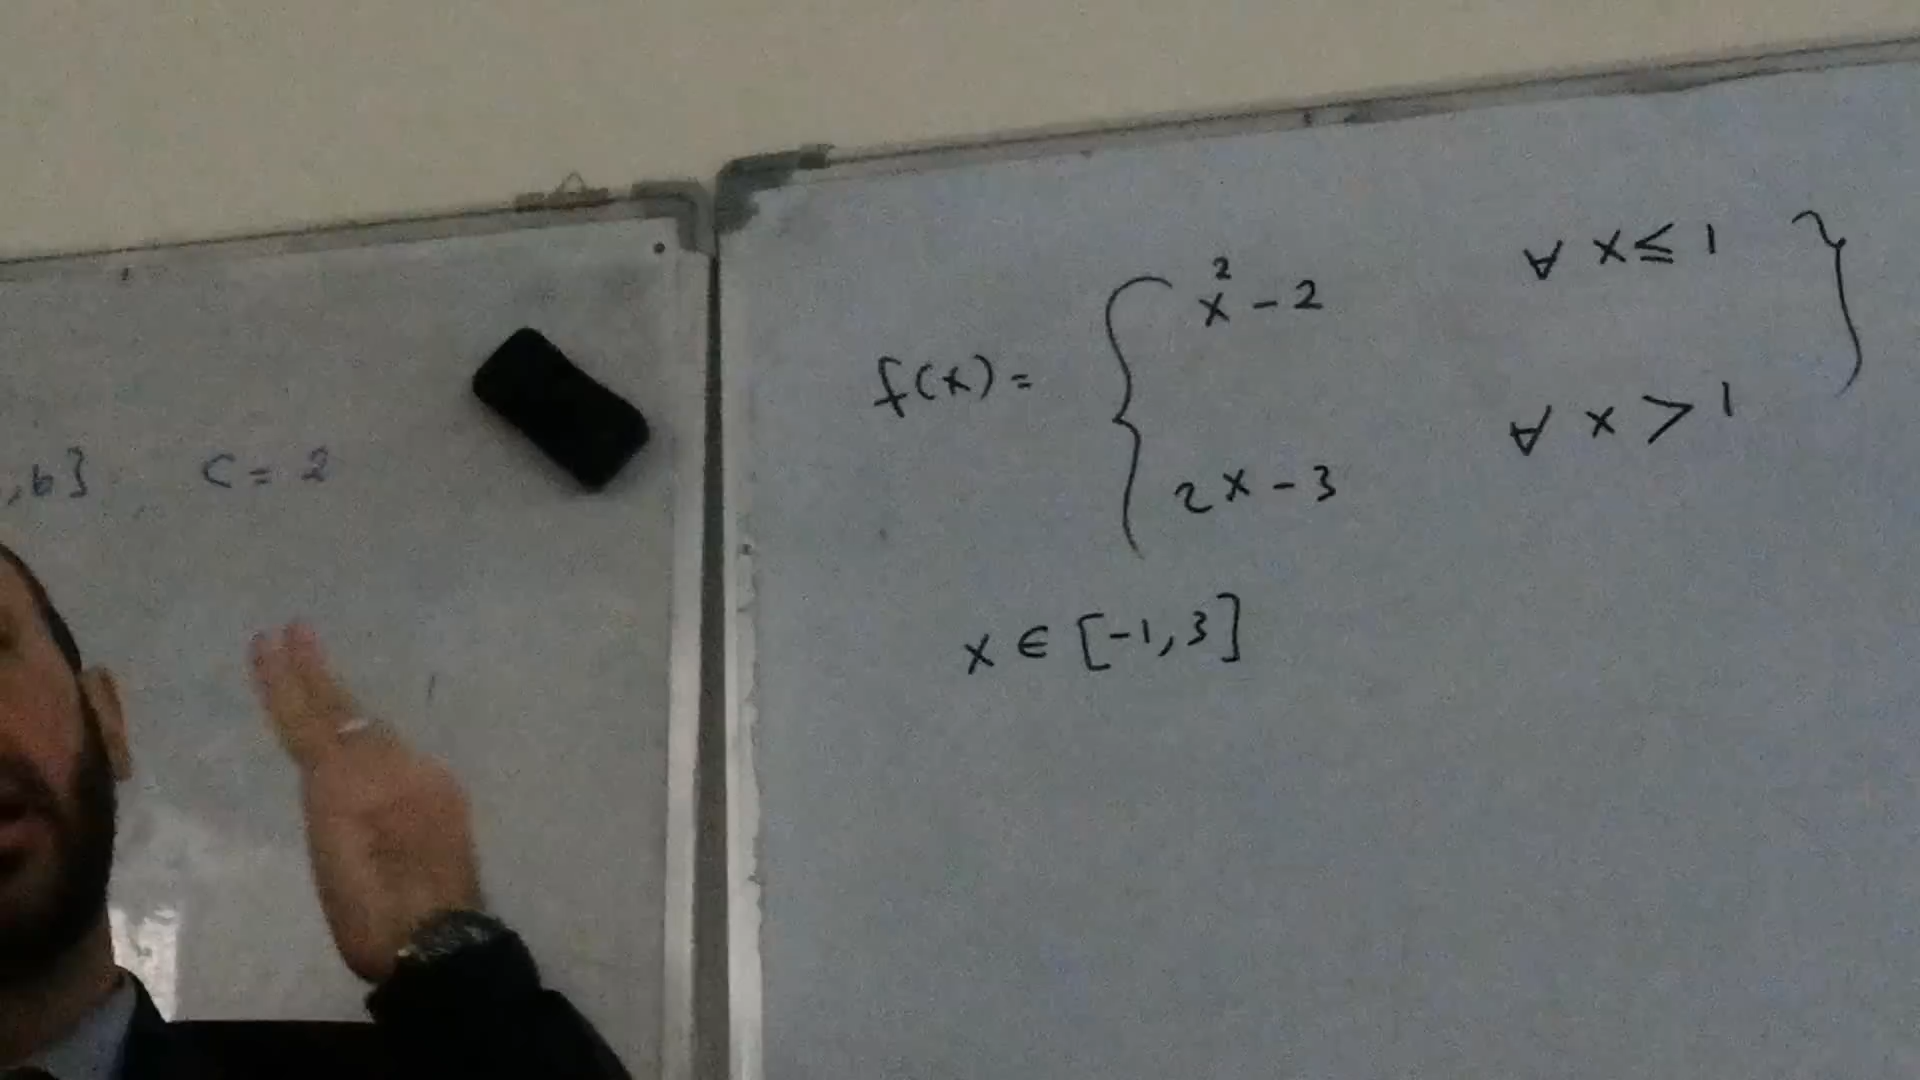 ,b]  C = 2
f(x) = { x² - 2  ∀ x ≤ 1 }
2x - 3  ∀ x > 1
x ∈ [-1, 3]